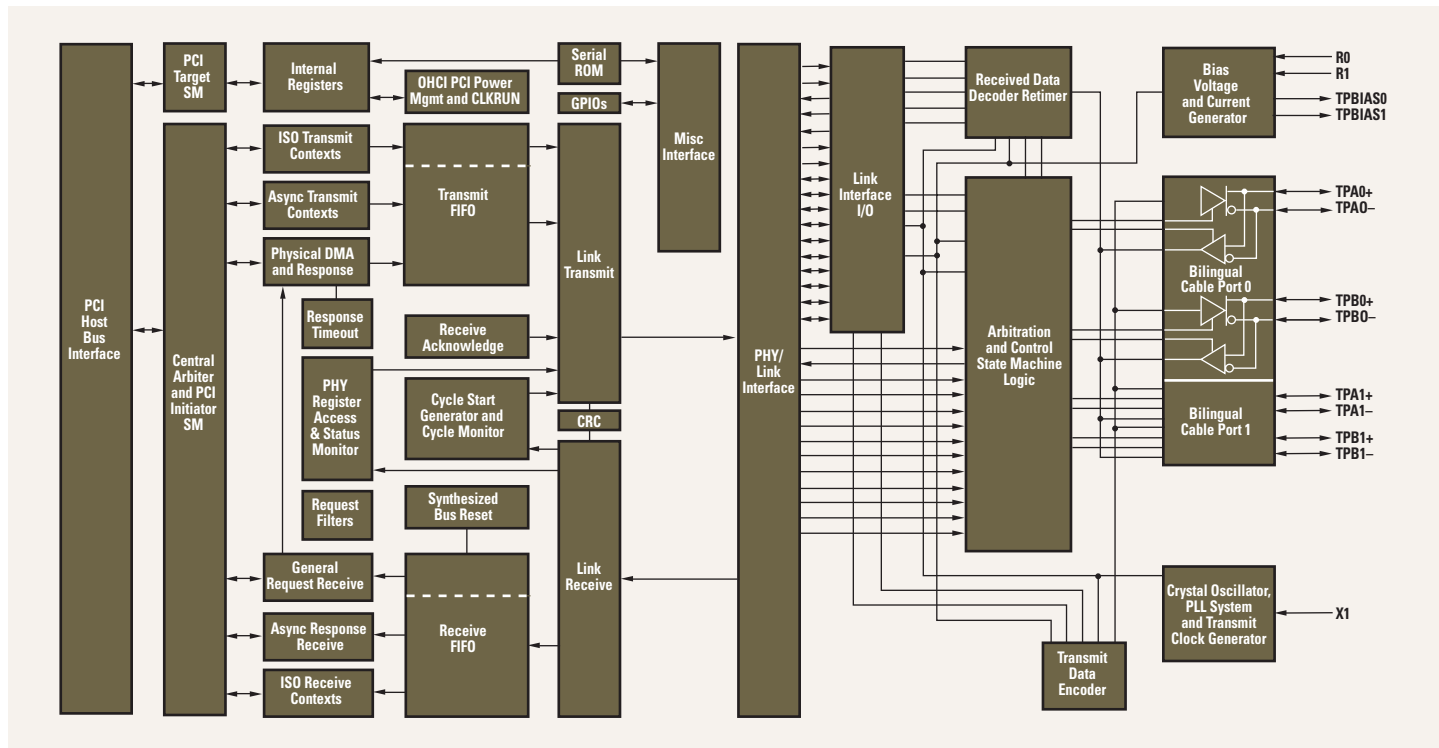 PCI
Host
Bus
Interface
PCI
Target
SM
Central
Arbiter
and PCI
Initiator
SM
Internal
Registers
OHCI PCI Power
Mgmt and CLKRUN
ISO Transmit
Contexts
Async Transmit
Contexts
Physical DMA
and Response
Response
Timeout
PHY
Register
Access
& Status
Monitor
Request
Filters
General
Request Receive
Async Response
Receive
ISO Receive
Contexts
Transmit
FIFO
Receive
Acknowledge
Cycle Start
Generator and
Cycle Monitor
Synthesized
Bus Reset
Receive
FIFO
Serial
ROM
GPIOs
Link
Transmit
CRC
Link
Receive
Misc
Interface
PHY/
Link
Interface
Link
Interface
I/O
Received Data
Decoder Retimer
Arbitration
and Control
State Machine
Logic
Transmit
Data
Encoder
Bias
Voltage
and Current
Generator
Bilingual
Cable Port 0
Bilingual
Cable Port 1
Crystal Oscillator,
PLL System
and Transmit
Clock Generator
R0
R1
TPBIAS0
TPBIAS1
TPA0+
TPAO–
TPB0+
TPBO–
TPA1+
TPA1–
TPB1+
TPB1–
X1